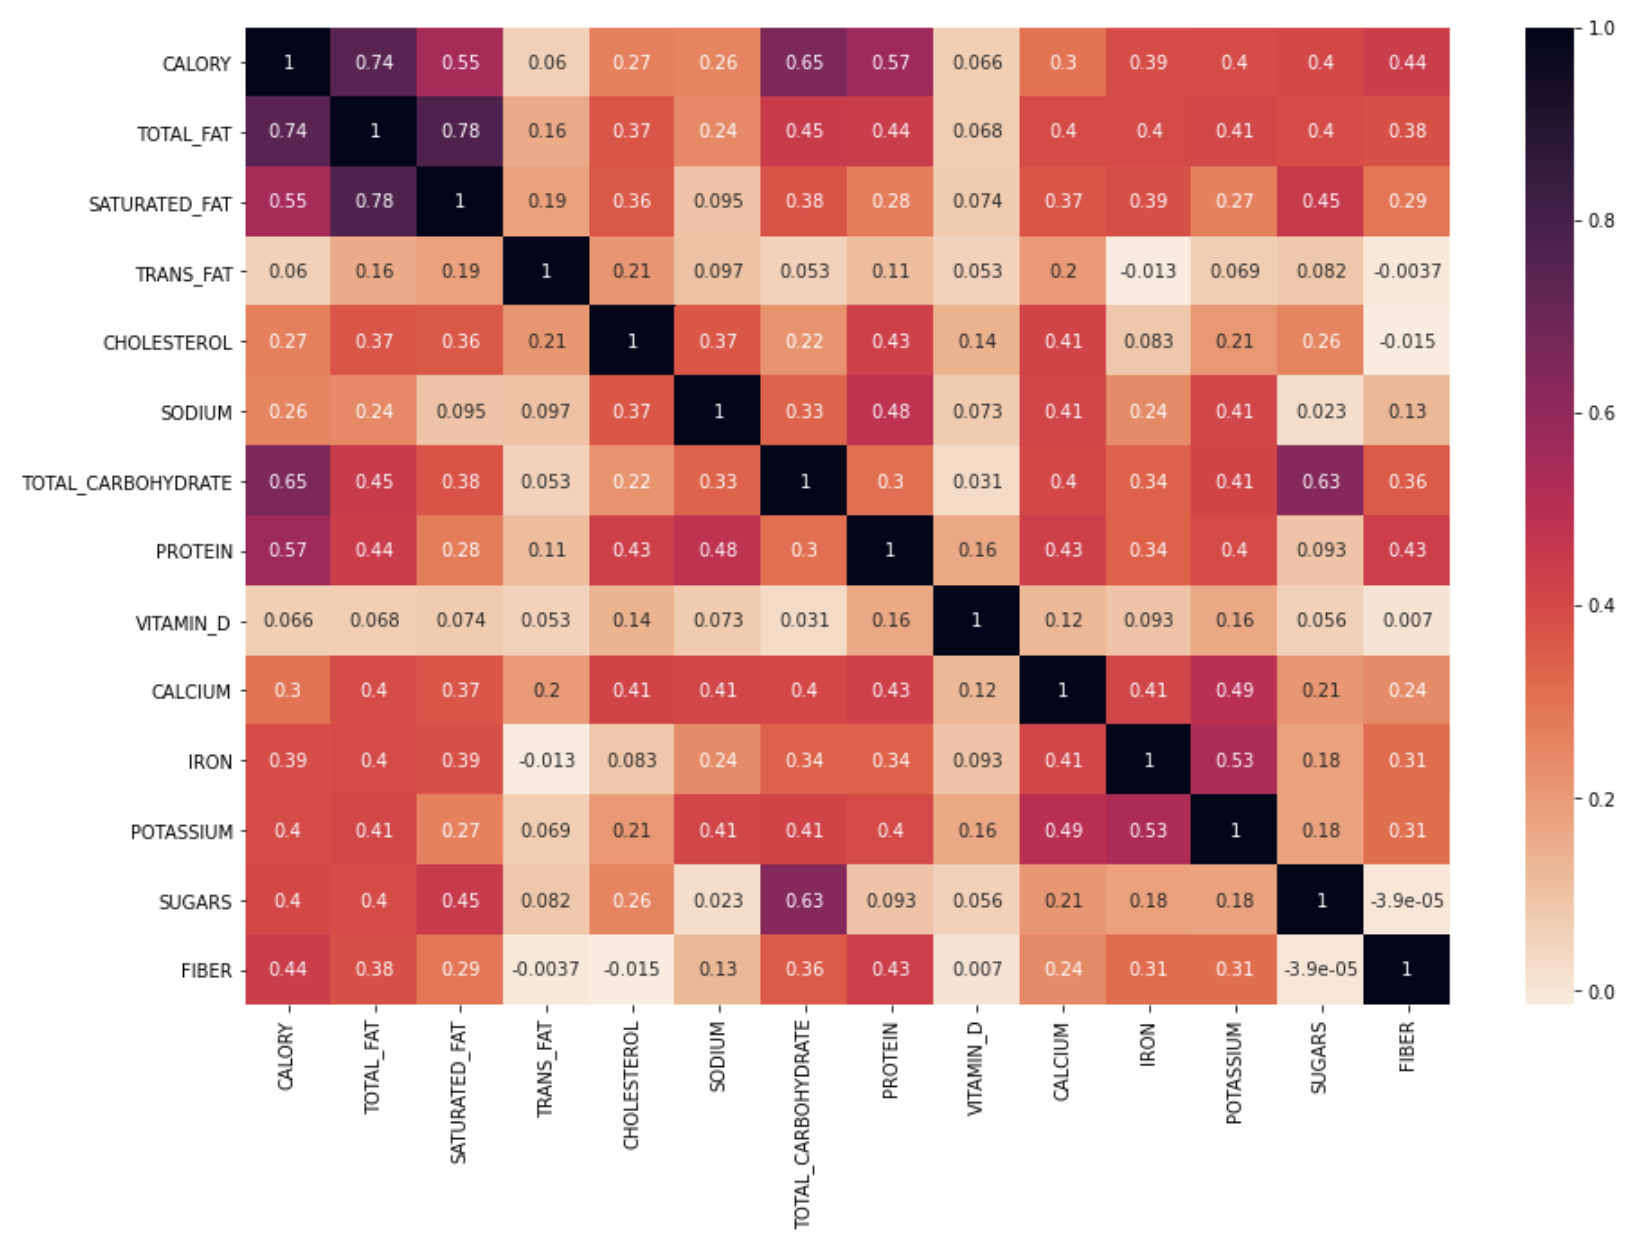 CALORY 1 0.74 0.55 0.06 0.27 0.26 0.65 0.57 0.066 0.3 0.39 0.4 0.4 0.44
TOTAL_FAT 0.74 1 0.78 0.16 0.37 0.24 0.45 0.44 0.068 0.4 0.4 0.41 0.4 0.38
SATURATED_FAT 0.55 0.78 1 0.19 0.36 0.095 0.38 0.28 0.074 0.37 0.39 0.27 0.45 0.29
TRANS_FAT 0.06 0.16 0.19 1 0.21 0.097 0.053 0.11 0.053 0.2 -0.013 0.069 0.082 -0.0037
CHOLESTEROL 0.27 0.37 0.36 0.21 1 0.37 0.22 0.43 0.14 0.41 0.083 0.21 0.26 -0.015
SODIUM 0.26 0.24 0.095 0.097 0.37 1 0.33 0.48 0.073 0.41 0.24 0.41 0.023 0.13
TOTAL_CARBOHYDRATE 0.65 0.45 0.38 0.053 0.22 0.33 1 0.3 0.031 0.4 0.34 0.41 0.63 0.36
PROTEIN 0.57 0.44 0.28 0.11 0.43 0.48 0.3 1 0.16 0.43 0.34 0.4 0.093 0.43
VITAMIN_D 0.066 0.068 0.074 0.053 0.14 0.073 0.031 0.16 1 0.12 0.093 0.16 0.056 0.007
CALCIUM 0.3 0.4 0.37 0.2 0.41 0.41 0.4 0.43 0.12 1 0.41 0.49 0.21 0.24
IRON 0.39 0.4 0.39 -0.013 0.083 0.24 0.34 0.34 0.093 0.41 1 0.53 0.18 0.31
POTASSIUM 0.4 0.41 0.27 0.069 0.21 0.41 0.41 0.4 0.16 0.49 0.53 1 0.18 0.31
SUGARS 0.4 0.4 0.45 0.082 0.26 0.023 0.63 0.093 0.056 0.21 0.18 0.18 1 -3.9e-05
FIBER 0.44 0.38 0.29 -0.0037 -0.015 0.13 0.36 0.43 0.007 0.24 0.31 0.31 -3.9e-05 1
CALORY
TOTAL_FAT
SATURATED_FAT
TRANS_FAT
CHOLESTEROL
SODIUM
TOTAL_CARBOHYDRATE
PROTEIN
VITAMIN_D
CALCIUM
IRON
POTASSIUM
SUGARS
FIBER
1.0
0.8
0.6
0.4
0.2
0.0